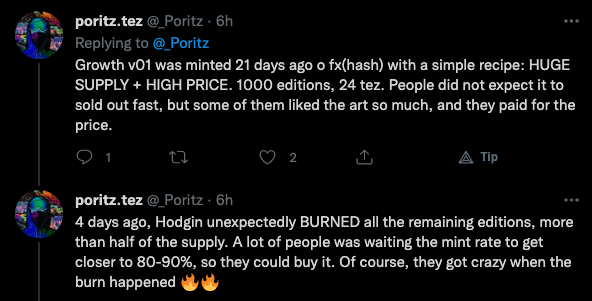 poritz.tez @_Poritz · 6h
Replying to @_Poritz
Growth v01 was minted 21 days ago o fx(hash) with a simple recipe: HUGE
SUPPLY + HIGH PRICE. 1000 editions, 24 tez. People did not expect it to
sold out fast, but some of them liked the art so much, and they paid for the
price.
1 2 Tip
poritz.tez @_Poritz · 6h
4 days ago, Hodgin unexpectedly BURNED all the remaining editions, more
than half of the supply. A lot of people was waiting the mint rate to get
closer to 80-90%, so they could buy it. Of course, they got crazy when the
burn happened 🔥🔥